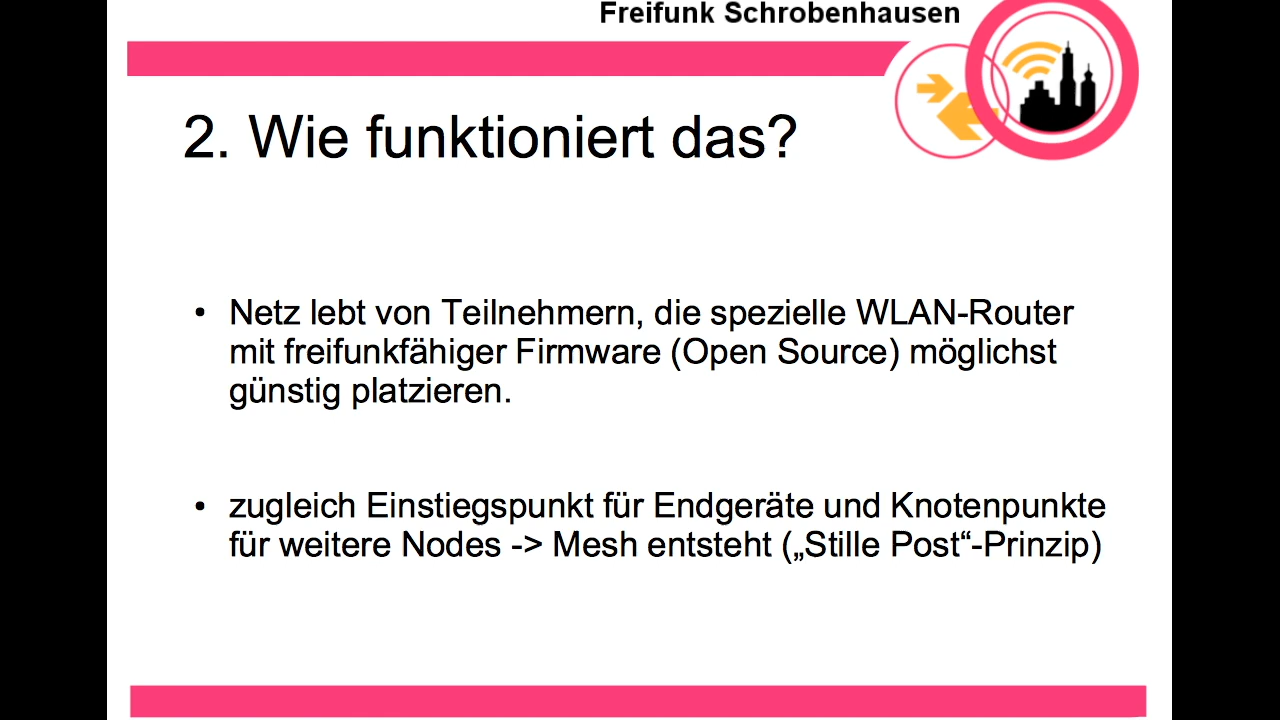 Freifunk Schrobenhausen
2. Wie funktioniert das?
• Netz lebt von Teilnehmern, die spezielle WLAN-Router
mit freifunkfähiger Firmware (Open Source) möglichst
günstig platzieren.
• zugleich Einstiegspunkt für Endgeräte und Knotenpunkte
für weitere Nodes -> Mesh entsteht („Stille Post“-Prinzip)